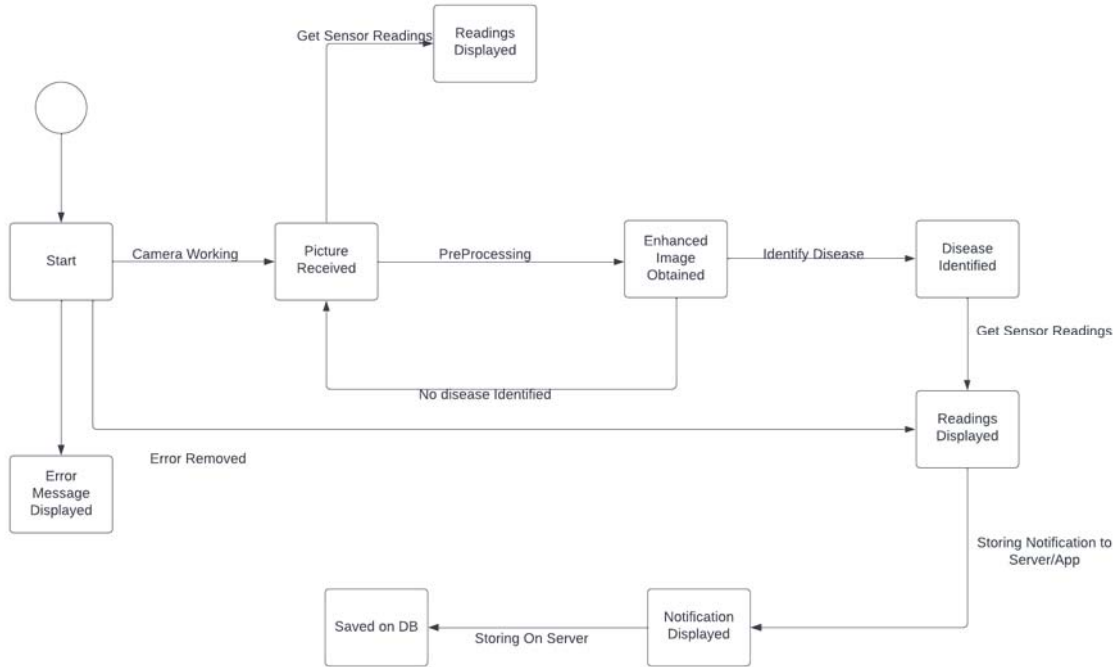 Get Sensor Readings
Readings
Displayed
Start
Camera Working
Picture
Received
PreProcessing
Enhanced
Image
Obtained
Identify Disease
Disease
Identified
Get Sensor Readings
No disease Identified
Readings
Displayed
Error Removed
Error
Message
Displayed
Storing Notification to
Server/App
Saved on DB
Storing On Server
Notification
Displayed